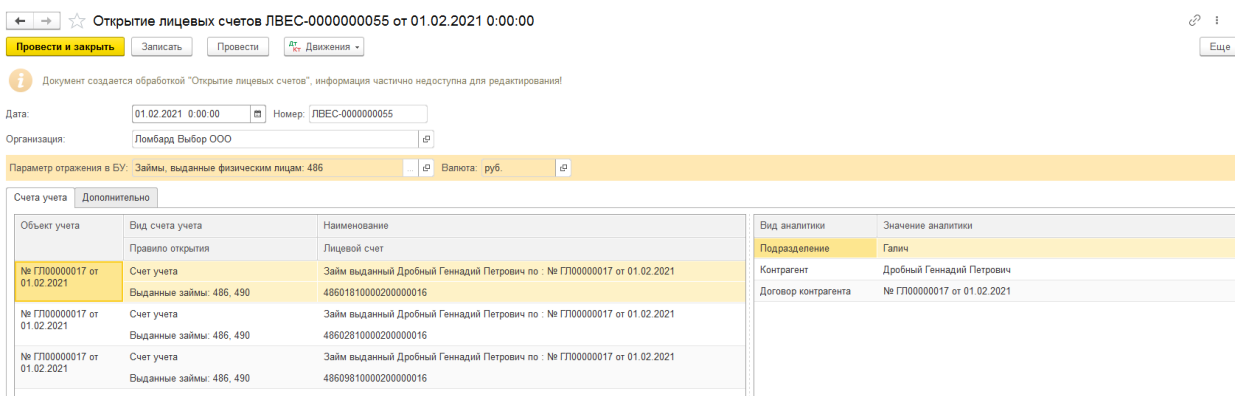 Открытие лицевых счетов ЛВЕС-0000000055 от 01.02.2021 0:00:00
Провести и закрыть Записать Провести Дт Кт Движения Еще
Документ создается обработкой "Открытие лицевых счетов", информация частично недоступна для редактирования!
Дата: 01.02.2021 0:00:00 Номер: ЛВЕС-0000000055
Организация: Ломбард Выбор ООО
Параметр отражения в БУ: Займы, выданные физическим лицам: 486 ... Валюта: руб.
Счета учета Дополнительно
Объект учета Вид счета учета Наименование Вид аналитики Значение аналитики
Правило открытия Лицевой счет Подразделение Галич
№ ГЛ00000017 от Счет учета Займ выданный Дробный Геннадий Петрович по : № ГЛ00000017 от 01.02.2021 Контрагент Дробный Геннадий Петрович
01.02.2021 Выданные займы: 486, 490 48601810000200000016 Договор контрагента № ГЛ00000017 от 01.02.2021
№ ГЛ00000017 от Счет учета Займ выданный Дробный Геннадий Петрович по : № ГЛ00000017 от 01.02.2021
01.02.2021 Выданные займы: 486, 490 48602810000200000016
№ ГЛ00000017 от Счет учета Займ выданный Дробный Геннадий Петрович по : № ГЛ00000017 от 01.02.2021
01.02.2021 Выданные займы: 486, 490 48609810000200000016